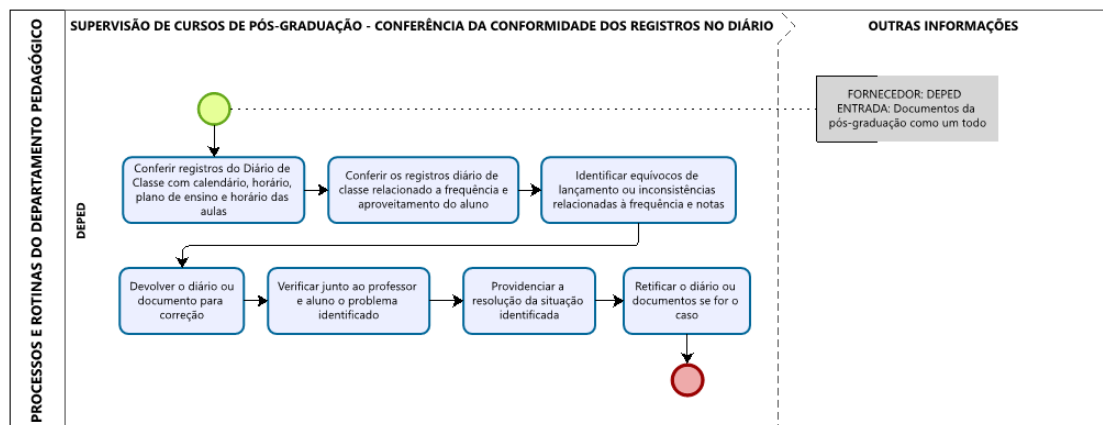 PROCESSOS E ROTINAS DO DEPARTAMENTO PEDAGÓGICO
SUPERVISÃO DE CURSOS DE PÓS-GRADUAÇÃO - CONFERÊNCIA DA CONFORMIDADE DOS REGISTROS NO DIÁRIO
OUTRAS INFORMAÇÕES
DEPED
FORNECEDOR: DEPED
ENTRADA: Documentos da
pós-graduação como um todo
Conferir registros do Diário de
Classe com calendário, horário,
plano de ensino e horário das
aulas
Conferir os registros diário de
classe relacionado a frequência e
aproveitamento do aluno
Identificar equívocos de
lançamento ou inconsistências
relacionadas à frequência e notas
Devolver o diário ou
documento para
correção
Verificar junto ao professor
e aluno o problema
identificado
Providenciar a
resolução da situação
identificada
Retificar o diário ou
documentos se for o
caso